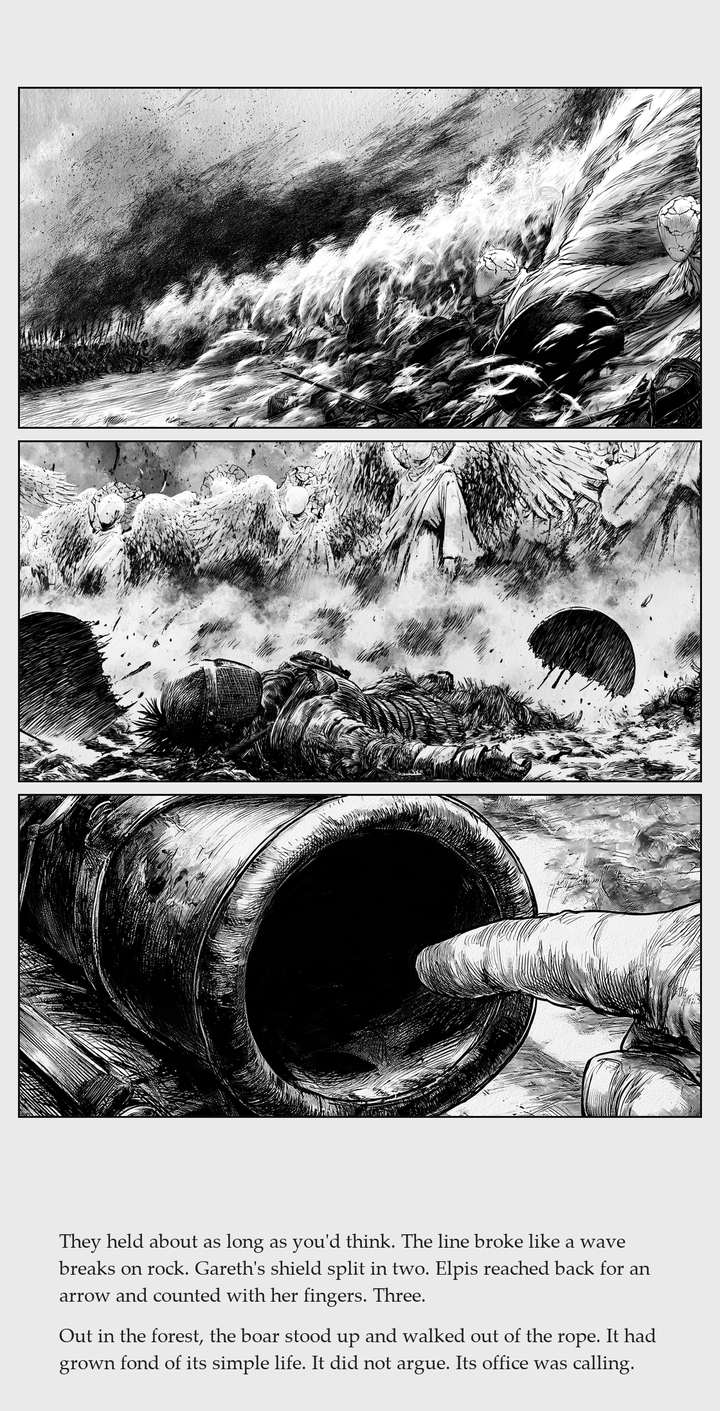 They held about as long as you'd think. The line broke like a wave
breaks on rock. Gareth's shield split in two. Elpis reached back for an
arrow and counted with her fingers. Three.
Out in the forest, the boar stood up and walked out of the rope. It had
grown fond of its simple life. It did not argue. Its office was calling.